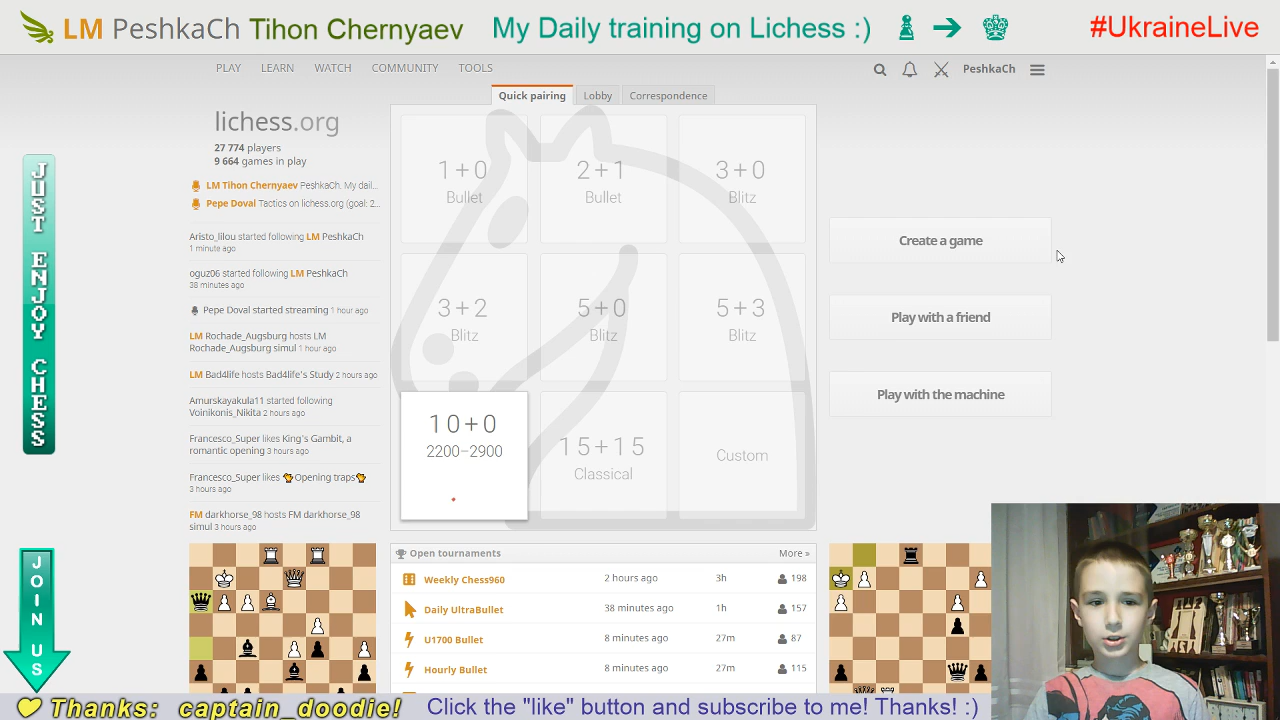 LM PeshkaCh Tihon Chernyaev
My Daily training on Lichess :)
#UkraineLive
PLAY LEARN WATCH COMMUNITY TOOLS
PeshkaCh
Quick pairing Lobby Correspondence
lichess.org
27 774 players
9 664 games in play
LM Tihon Chernyaev PeshkaCh. My dail...
Pepe Doval Tactics on lichess.org (goal: 2...
Aristo_lilou started following LM PeshkaCh
1 minute ago
oguz06 started following LM PeshkaCh
38 minutes ago
Pepe Doval started streaming 1 hour ago
LM Rochade_Augsburg hosts LM
Rochade_Augsburg simul 1 hour ago
LM Bad4life hosts Bad4life's Study 2 hours ago
Amurskayakula11 started following
Voinikonis_Nikita 2 hours ago
Francesco_Super likes King's Gambit, a
romantic opening 3 hours ago
Francesco_Super likes Opening traps
3 hours ago
FM darkhorse_98 hosts FM darkhorse_98
simul 3 hours ago
1+0
Bullet
2+1
Bullet
3+0
Blitz
3+2
Blitz
5+0
Blitz
5+3
Blitz
10+0
2200–2900
15+15
Classical
Custom
Create a game
Play with a friend
Play with the machine
Open tournaments More »
Weekly Chess960 2 hours ago 3h 198
Daily UltraBullet 38 minutes ago 1h 157
U1700 Bullet 8 minutes ago 27m 87
Hourly Bullet 8 minutes ago 27m 115
JUST ENJOY CHESS
JOIN US
Thanks: captain_doodie!
Click the "like" button and subscribe to me! Thanks! :)